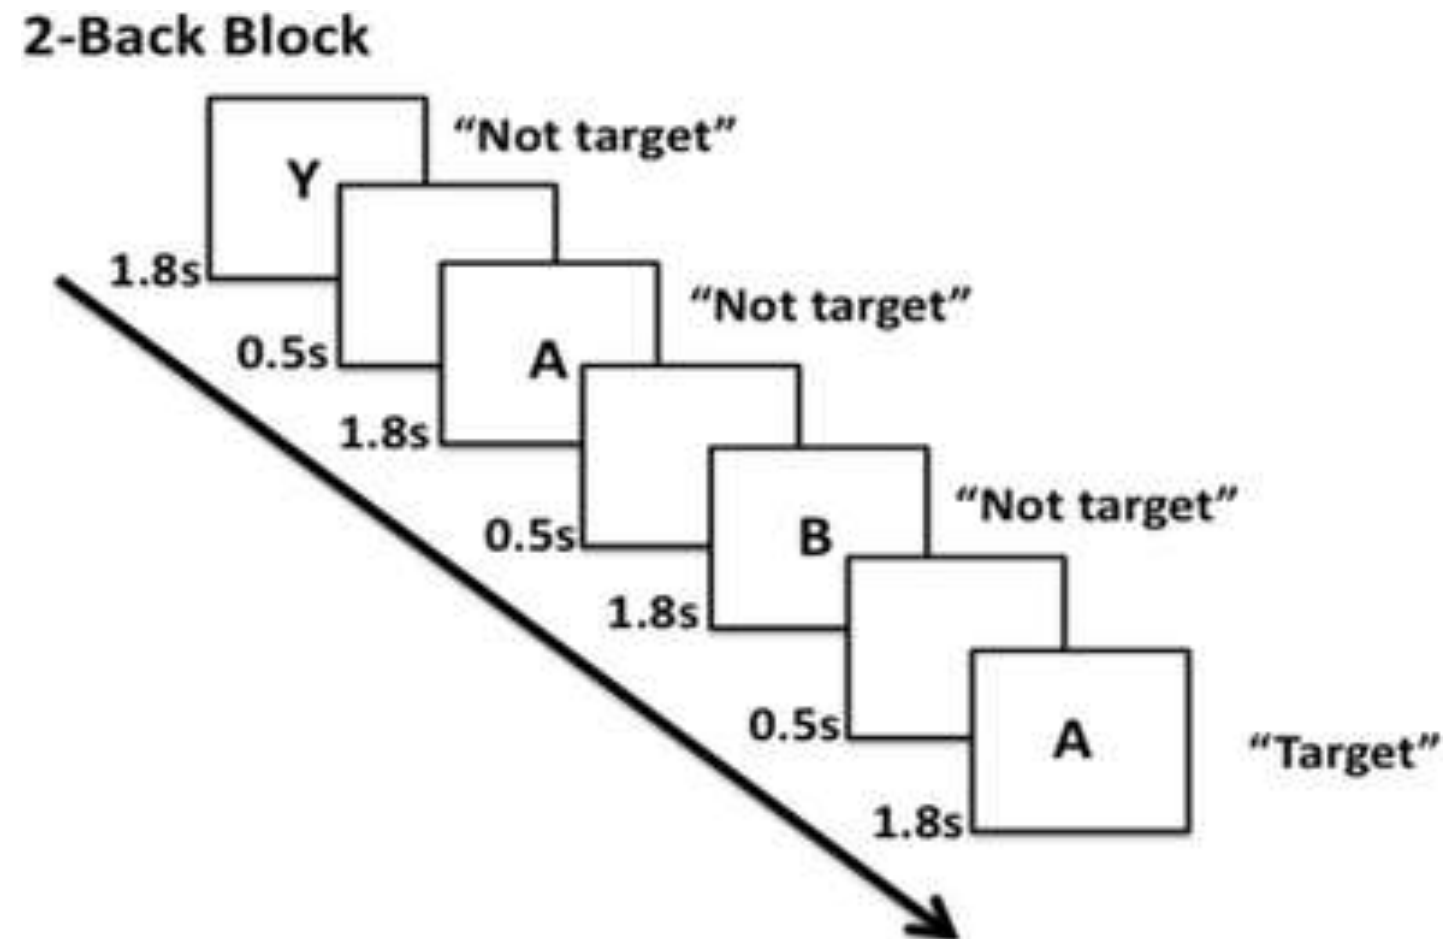 2-Back Block
Y
“Not target”
1.8s
0.5s
A
“Not target”
1.8s
0.5s
B
“Not target”
1.8s
0.5s
A
“Target”
1.8s